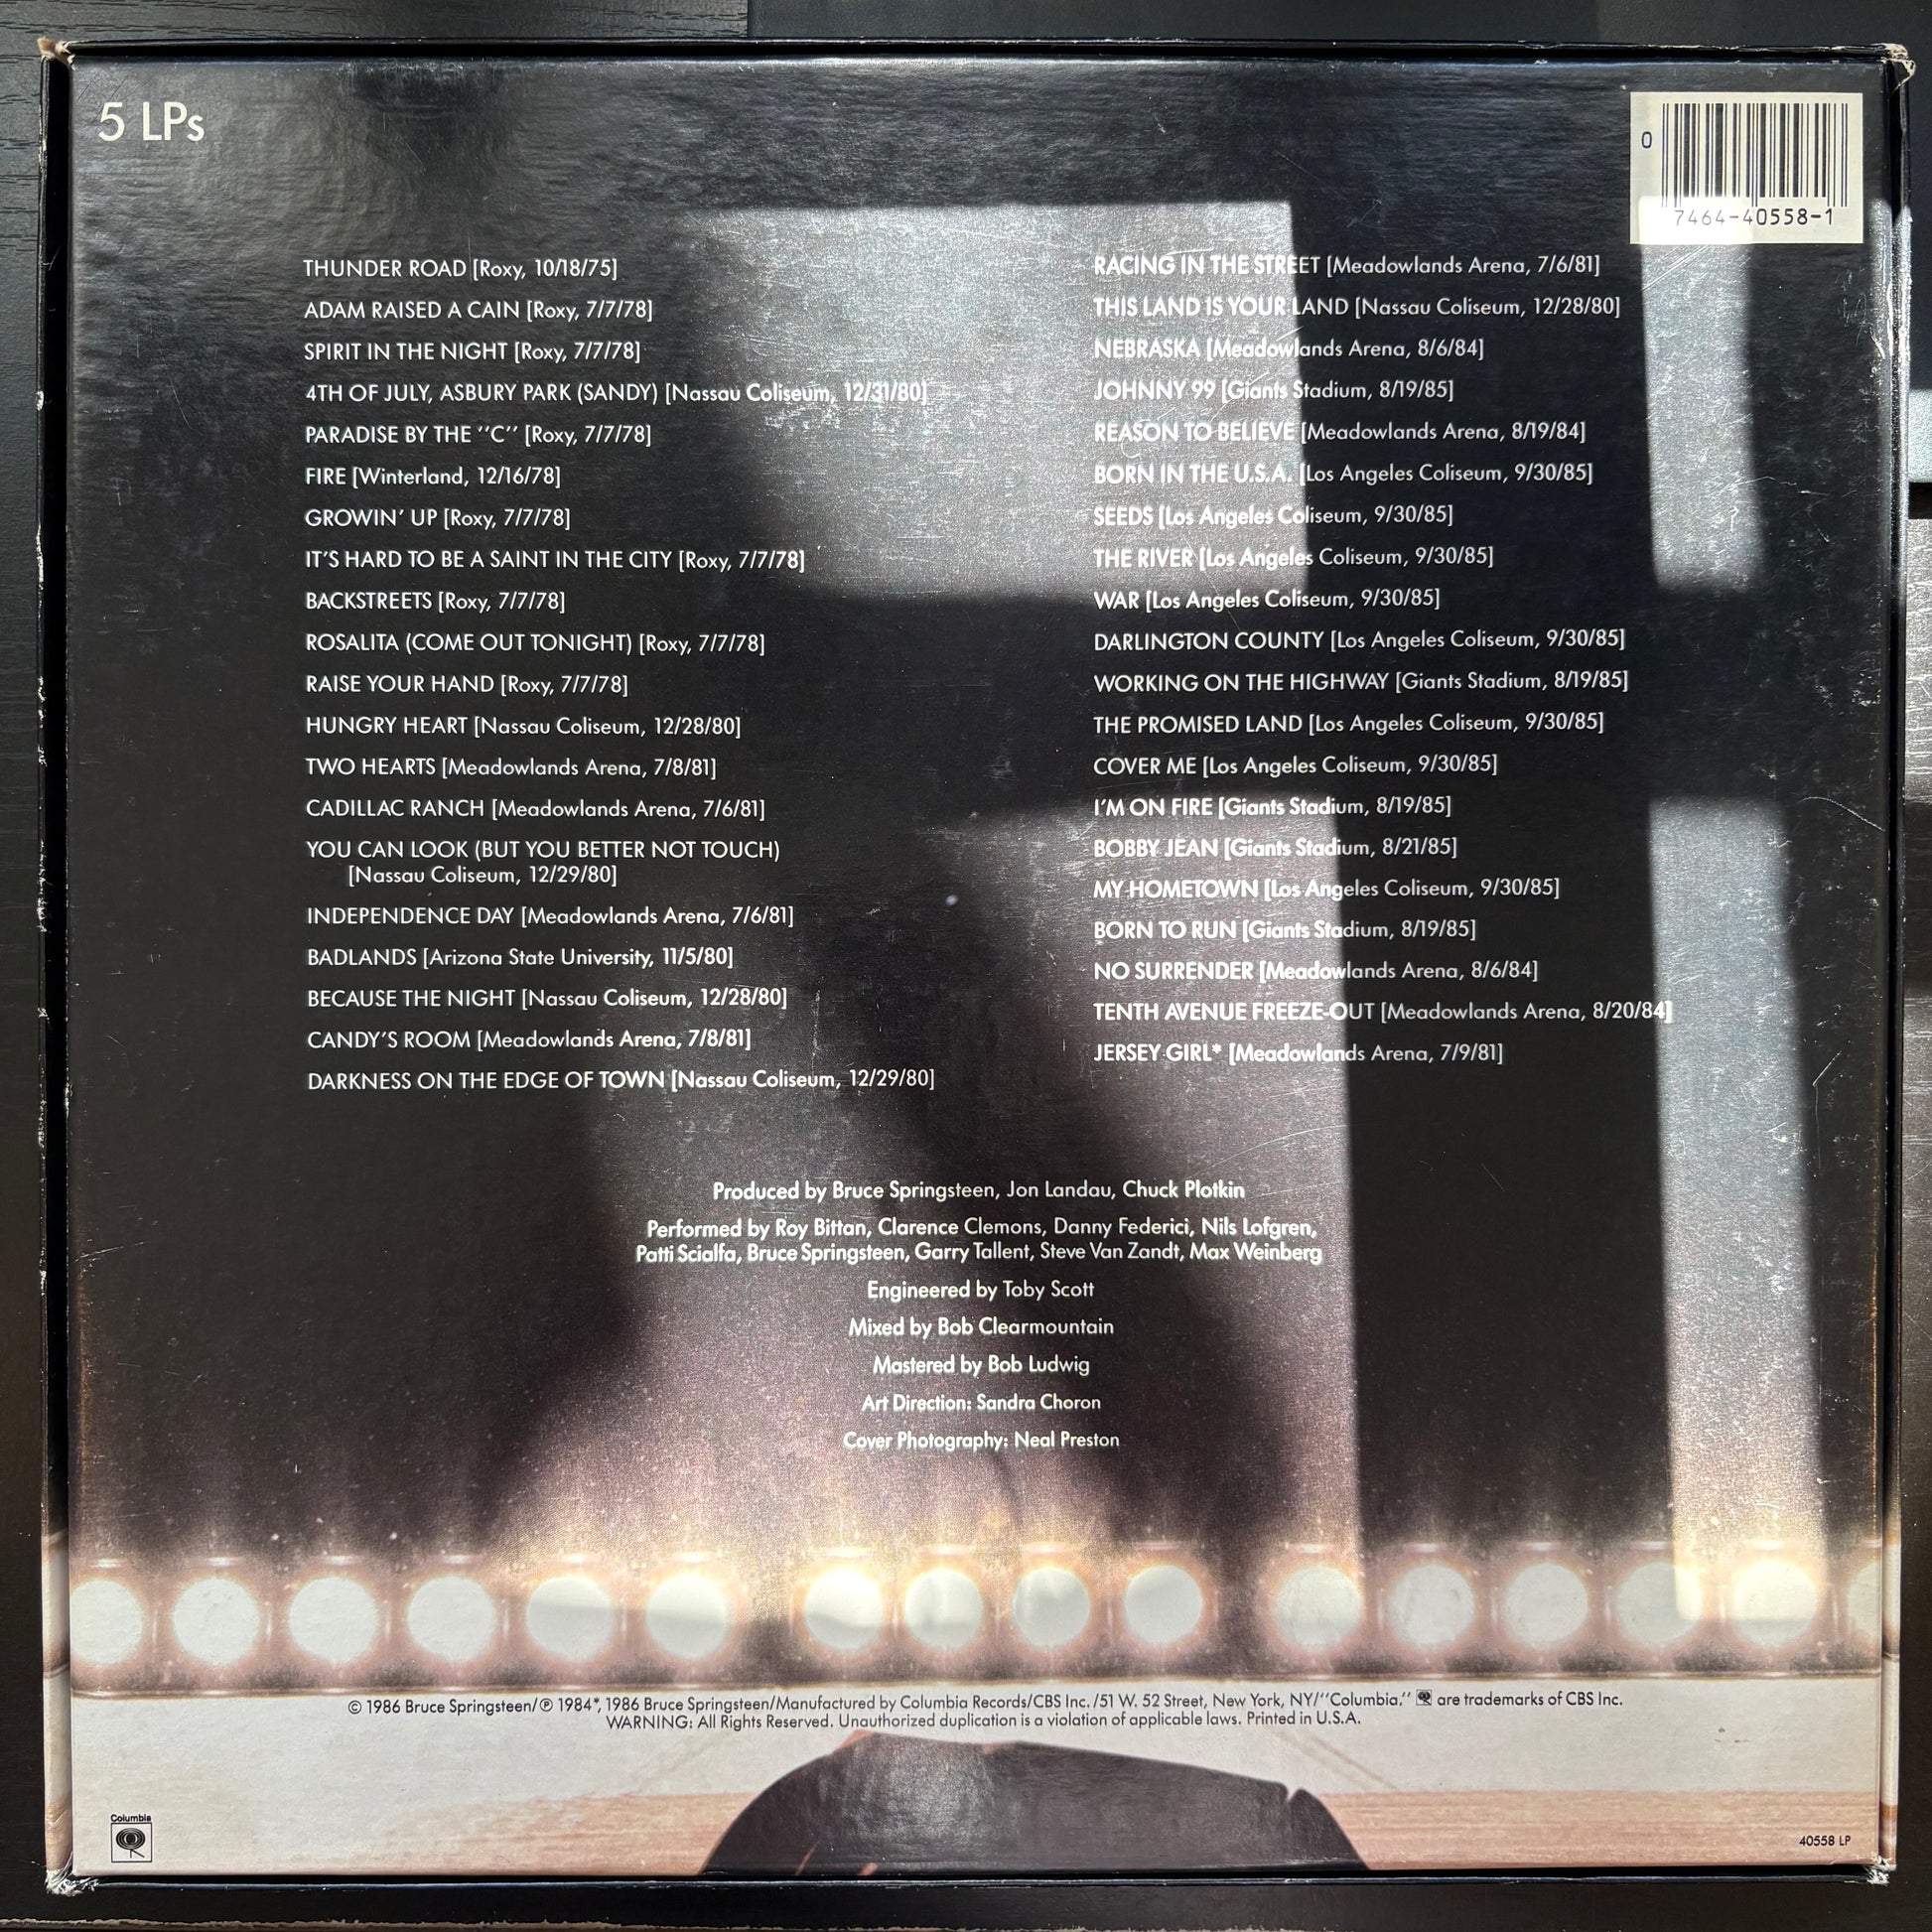 5 LPs
0
7464-40558-1
THUNDER ROAD [Roxy, 10/18/75]
ADAM RAISED A CAIN [Roxy, 7/7/78]
SPIRIT IN THE NIGHT [Roxy, 7/7/78]
4TH OF JULY, ASBURY PARK (SANDY) [Nassau Coliseum, 12/31/80]
PARADISE BY THE ''C'' [Roxy, 7/7/78]
FIRE [Winterland, 12/16/78]
GROWIN' UP [Roxy, 7/7/78]
IT'S HARD TO BE A SAINT IN THE CITY [Roxy, 7/7/78]
BACKSTREETS [Roxy, 7/7/78]
ROSALITA (COME OUT TONIGHT) [Roxy, 7/7/78]
RAISE YOUR HAND [Roxy, 7/7/78]
HUNGRY HEART [Nassau Coliseum, 12/28/80]
TWO HEARTS [Meadowlands Arena, 7/8/81]
CADILLAC RANCH [Meadowlands Arena, 7/6/81]
YOU CAN LOOK (BUT YOU BETTER NOT TOUCH)
[Nassau Coliseum, 12/29/80]
INDEPENDENCE DAY [Meadowlands Arena, 7/6/81]
BADLANDS [Arizona State University, 11/5/80]
BECAUSE THE NIGHT [Nassau Coliseum, 12/28/80]
CANDY'S ROOM [Meadowlands Arena, 7/8/81]
DARKNESS ON THE EDGE OF TOWN [Nassau Coliseum, 12/29/80]
RACING IN THE STREET [Meadowlands Arena, 7/6/81]
THIS LAND IS YOUR LAND [Nassau Coliseum, 12/28/80]
NEBRASKA [Meadowlands Arena, 8/6/84]
JOHNNY 99 [Giants Stadium, 8/19/85]
REASON TO BELIEVE [Meadowlands Arena, 8/19/84]
BORN IN THE U.S.A. [Los Angeles Coliseum, 9/30/85]
SEEDS [Los Angeles Coliseum, 9/30/85]
THE RIVER [Los Angeles Coliseum, 9/30/85]
WAR [Los Angeles Coliseum, 9/30/85]
DARLINGTON COUNTY [Los Angeles Coliseum, 9/30/85]
WORKING ON THE HIGHWAY [Giants Stadium, 8/19/85]
THE PROMISED LAND [Los Angeles Coliseum, 9/30/85]
COVER ME [Los Angeles Coliseum, 9/30/85]
I'M ON FIRE [Giants Stadium, 8/19/85]
BOBBY JEAN [Giants Stadium, 8/21/85]
MY HOMETOWN [Los Angeles Coliseum, 9/30/85]
BORN TO RUN [Giants Stadium, 8/19/85]
NO SURRENDER [Meadowlands Arena, 8/6/84]
TENTH AVENUE FREEZE-OUT [Meadowlands Arena, 8/20/84]
JERSEY GIRL* [Meadowlands Arena, 7/9/81]
Produced by Bruce Springsteen, Jon Landau, Chuck Plotkin
Performed by Roy Bittan, Clarence Clemons, Danny Federici, Nils Lofgren,
Patti Scialfa, Bruce Springsteen, Garry Tallent, Steve Van Zandt, Max Weinberg
Engineered by Toby Scott
Mixed by Bob Clearmountain
Mastered by Bob Ludwig
Art Direction: Sandra Choron
Cover Photography: Neal Preston
© 1986 Bruce Springsteen/℗ 1984*, 1986 Bruce Springsteen/Manufactured by Columbia Records/CBS Inc./51 W. 52 Street, New York, NY/''Columbia,'' are trademarks of CBS Inc.
WARNING: All Rights Reserved. Unauthorized duplication is a violation of applicable laws. Printed in U.S.A.
Columbia
40558 LP